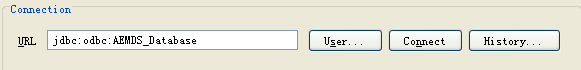 Connection
URL jdbc:odbc:AEMDS_Database User... Connect History...